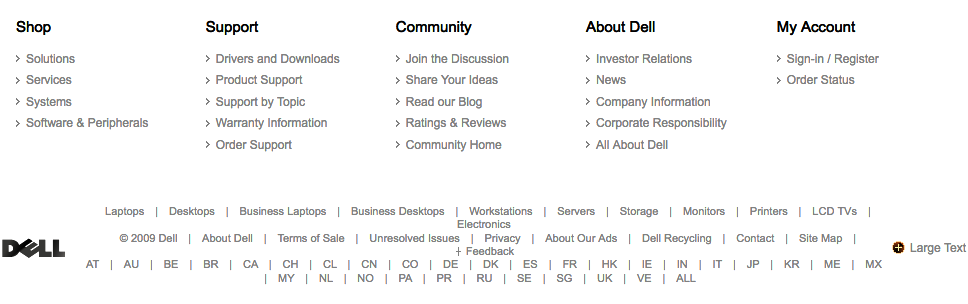 Shop
Solutions
Services
Systems
Software & Peripherals
Support
Drivers and Downloads
Product Support
Support by Topic
Warranty Information
Order Support
Community
Join the Discussion
Share Your Ideas
Read our Blog
Ratings & Reviews
Community Home
About Dell
Investor Relations
News
Company Information
Corporate Responsibility
All About Dell
My Account
Sign-in / Register
Order Status
Laptops | Desktops | Business Laptops | Business Desktops | Workstations | Servers | Storage | Monitors | Printers | LCD TVs |
Electronics
© 2009 Dell | About Dell | Terms of Sale | Unresolved Issues | Privacy | About Our Ads | Dell Recycling | Contact | Site Map |
+ Feedback
AT | AU | BE | BR | CA | CH | CL | CN | CO | DE | DK | ES | FR | HK | IE | IN | IT | JP | KR | ME | MX
| MY | NL | NO | PA | PR | RU | SE | SG | UK | VE | ALL
DELL
Large Text